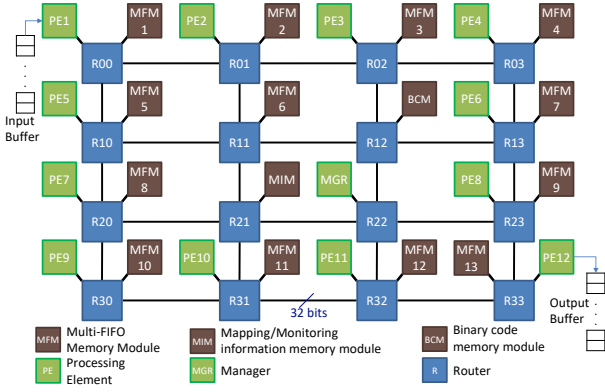 PE1 MFM 1 PE2 MFM 2 PE3 MFM 3 PE4 MFM 4
R00 R01 R02 R03
Input Buffer
PE5 MFM 5 MFM 6 BCM PE6 MFM 7
R10 R11 R12 R13
PE7 MFM 8 MIM MGR PE8 MFM 9
R20 R21 R22 R23
PE9 MFM 10 PE10 MFM 11 PE11 MFM 12 MFM 13 PE12
R30 R31 R32 R33
32 bits
Output Buffer
MFM Multi-FIFO Memory Module
MIM Mapping/Monitoring information memory module
BCM Binary code memory module
PE Processing Element
MGR Manager
R Router